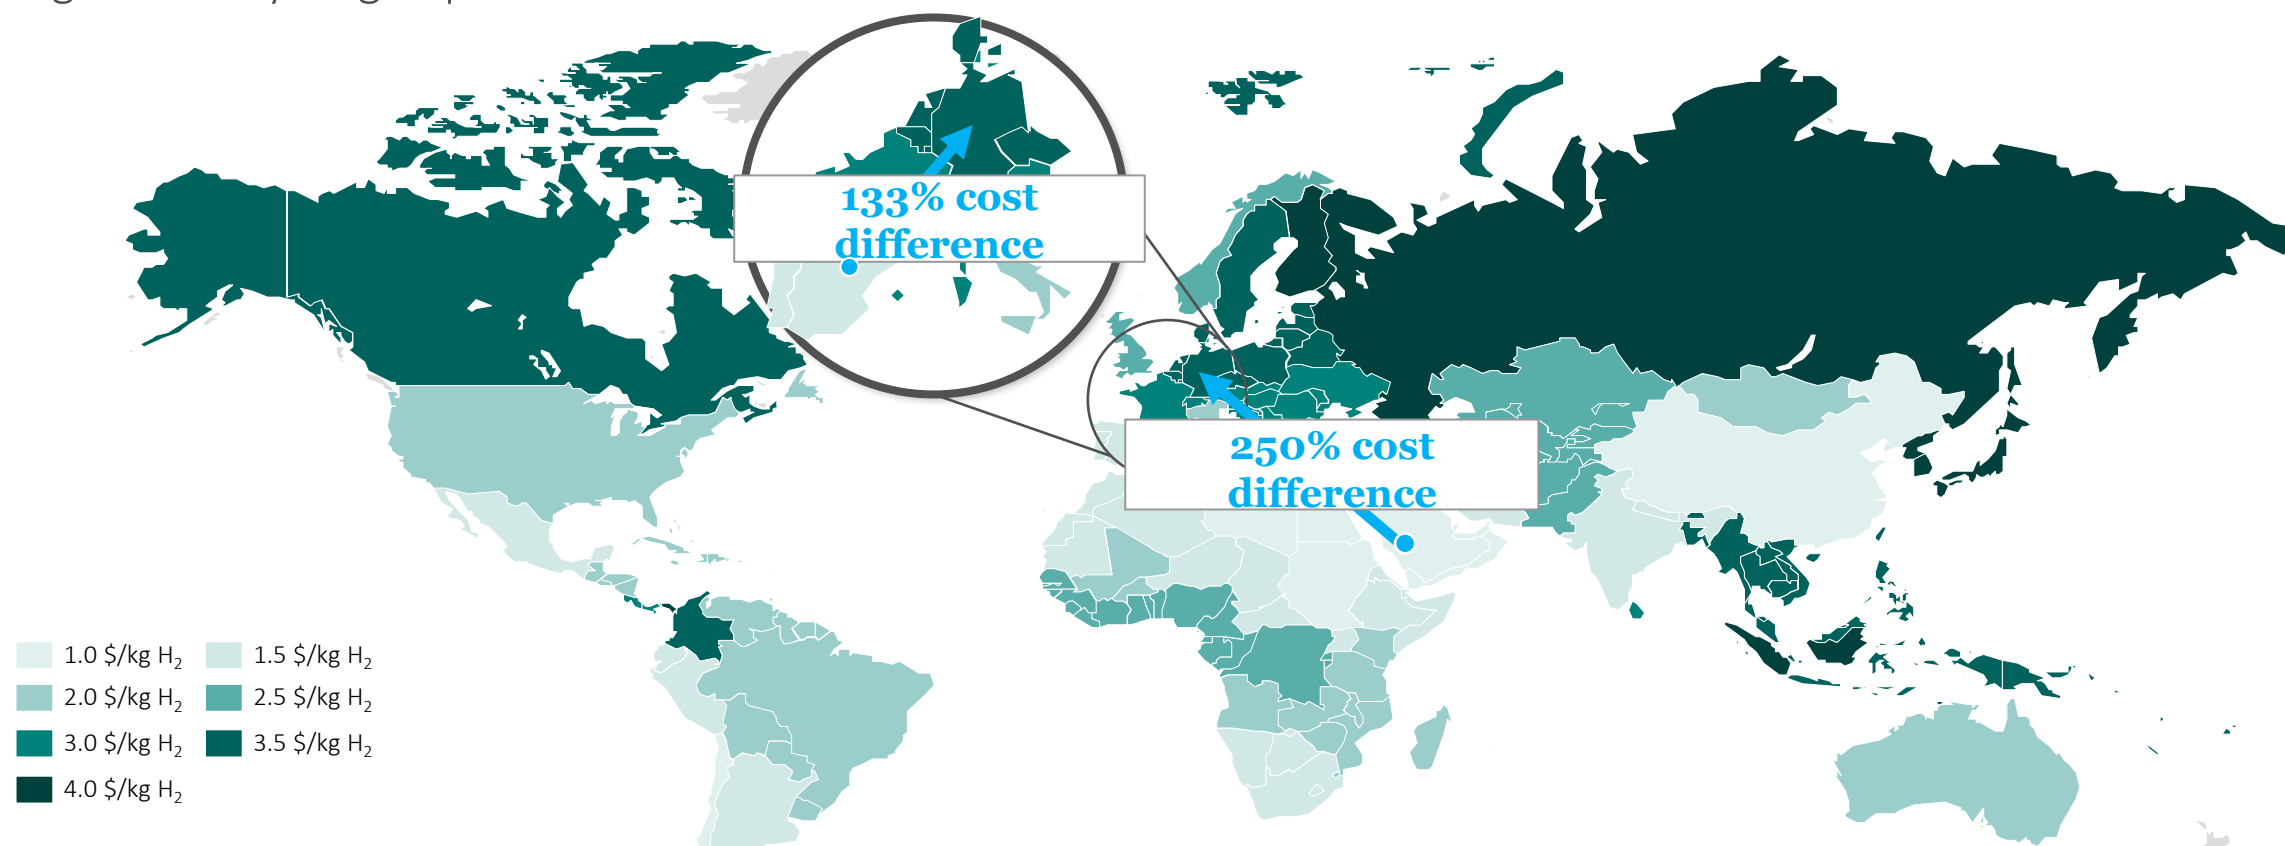 133% cost
difference
250% cost
difference
1.0 $/kg H₂
1.5 $/kg H₂
2.0 $/kg H₂
2.5 $/kg H₂
3.0 $/kg H₂
3.5 $/kg H₂
4.0 $/kg H₂